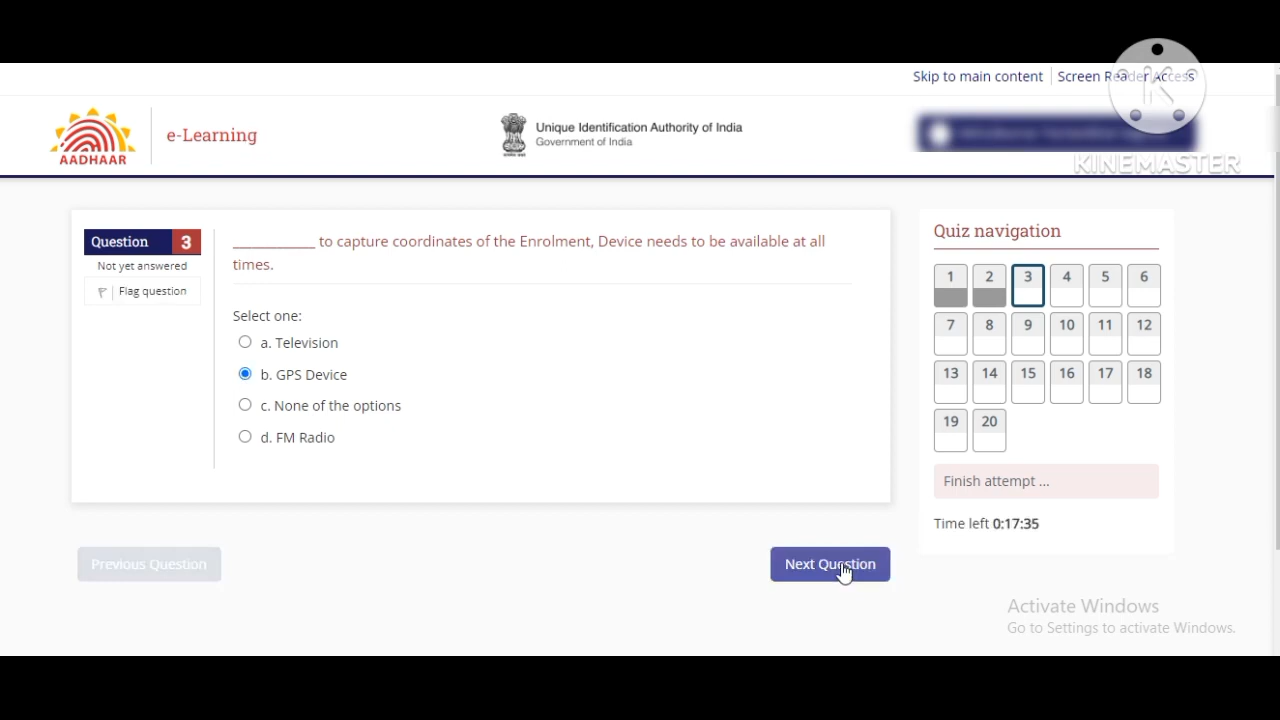 Skip to main content
Screen Reader Access
AADHAAR
e-Learning
Unique Identification Authority of India
Government of India
KINEMASTER
Question 3
Not yet answered
Flag question
____________ to capture coordinates of the Enrolment, Device needs to be available at all
times.
Select one:
a. Television
b. GPS Device
c. None of the options
d. FM Radio
Previous Question
Next Question
Quiz navigation
1 2 3 4 5 6
7 8 9 10 11 12
13 14 15 16 17 18
19 20
Finish attempt ...
Time left 0:17:35
Activate Windows
Go to Settings to activate Windows.